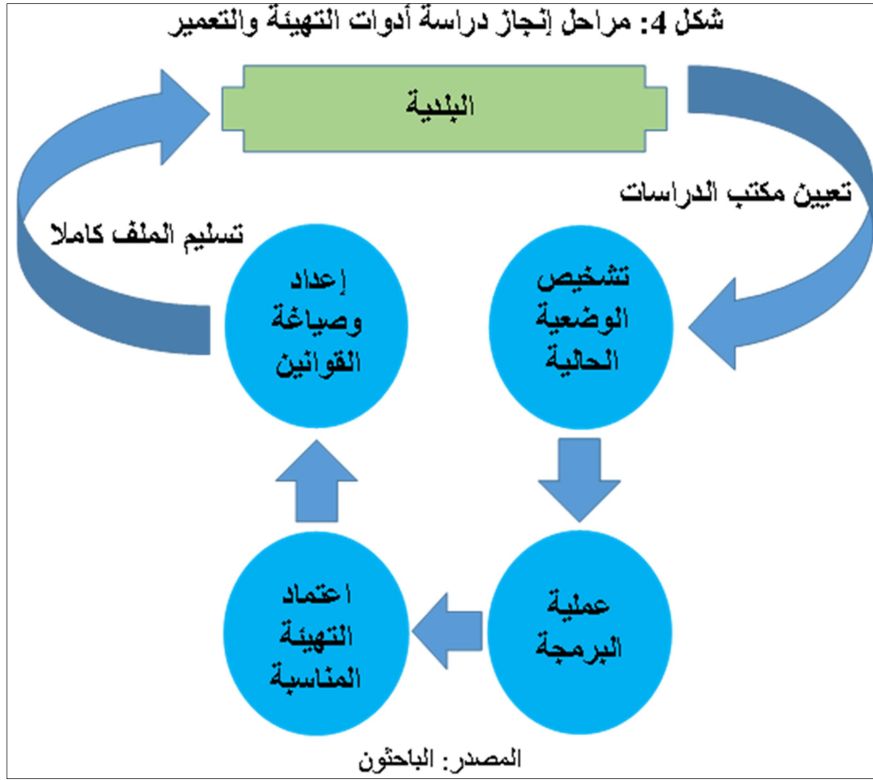 شكل 4: مراحل إنجاز دراسة أدوات التهيئة والتعمير
البلدية
تعيين مكتب الدراسات
تسليم الملف كاملا
تشخيص
الوضعية
الحالية
إعداد
وصياغة
القوانين
عملية
البرمجة
اعتماد
التهيئة
المناسبة
المصدر: الباحثون